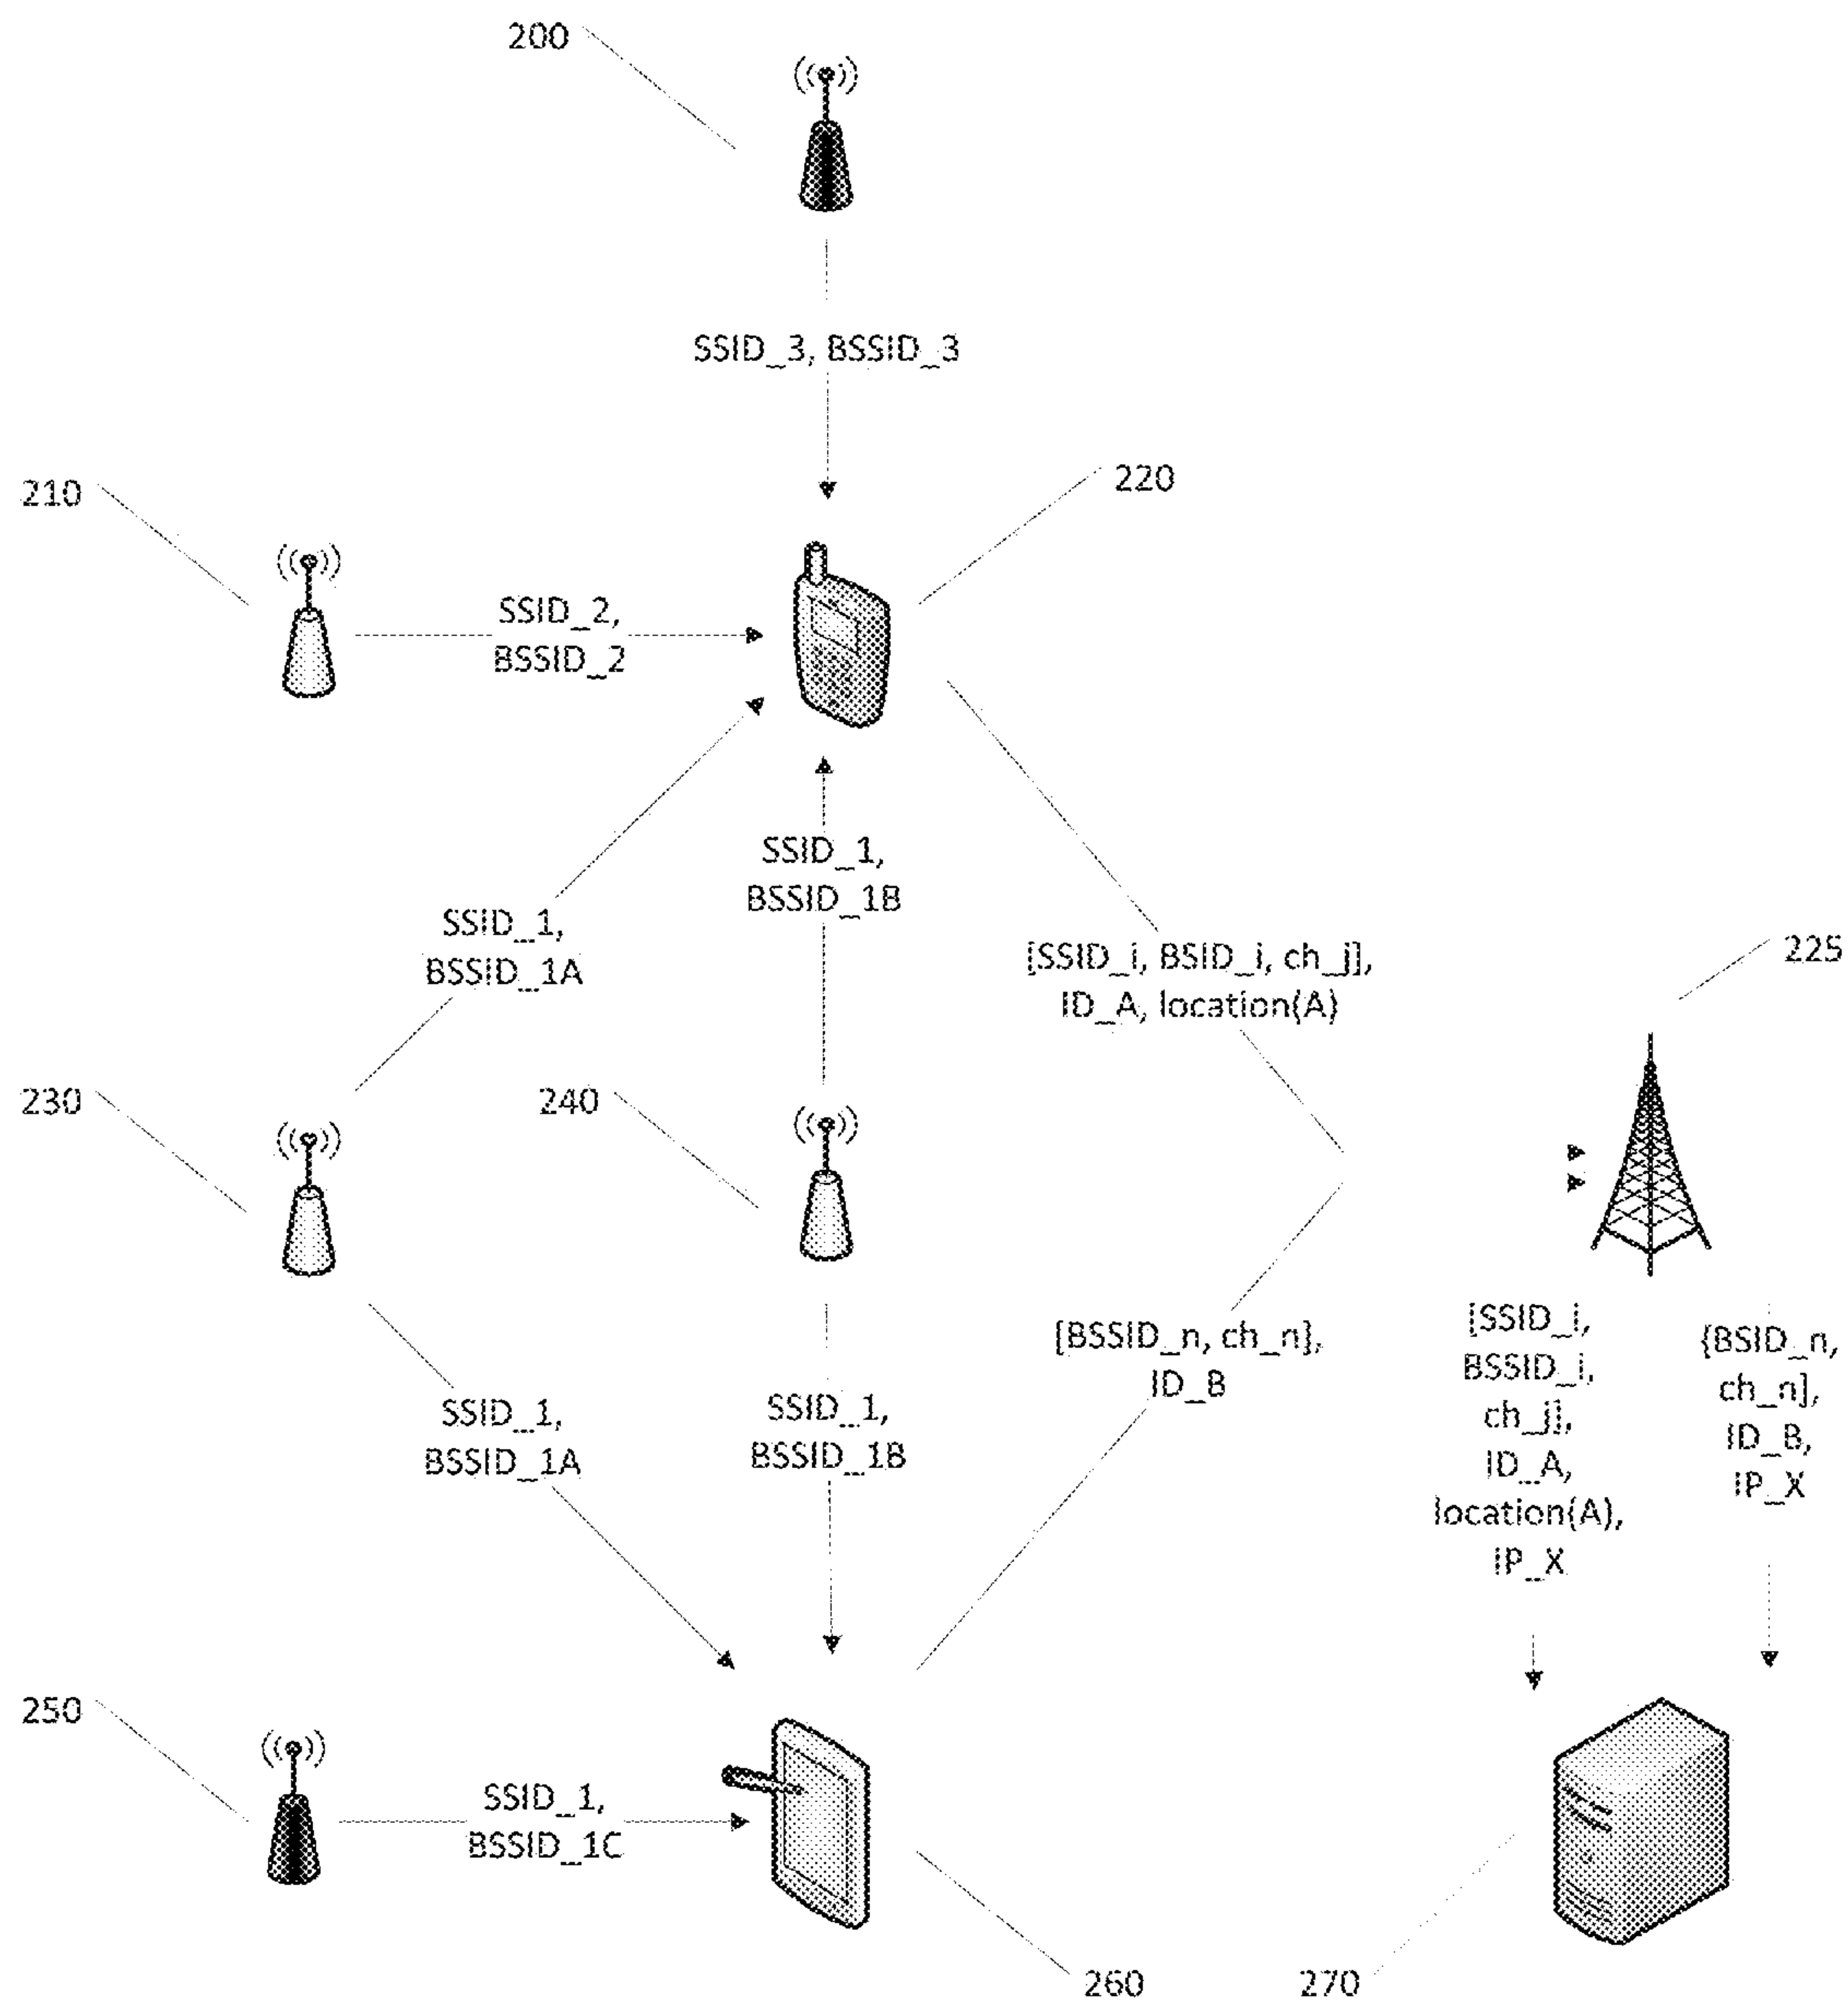 200
SSID_3, BSSID_3
210
220
SSID_2,
BSSID_2
SSID_1,
BSSID_1B
SSID_1,
BSSID_1A
[SSID_i, BSID_i, ch_j],
ID_A, location(A)
225
230
240
[BSSID_n, ch_n],
ID_B
[SSID_i,
BSSID_i,
ch_j],
ID_A,
location(A),
IP_X
{BSID_n,
ch_n],
ID_B,
IP_X
SSID_1,
BSSID_1A
SSID_1,
BSSID_1B
250
SSID_1,
BSSID_1C
260
270